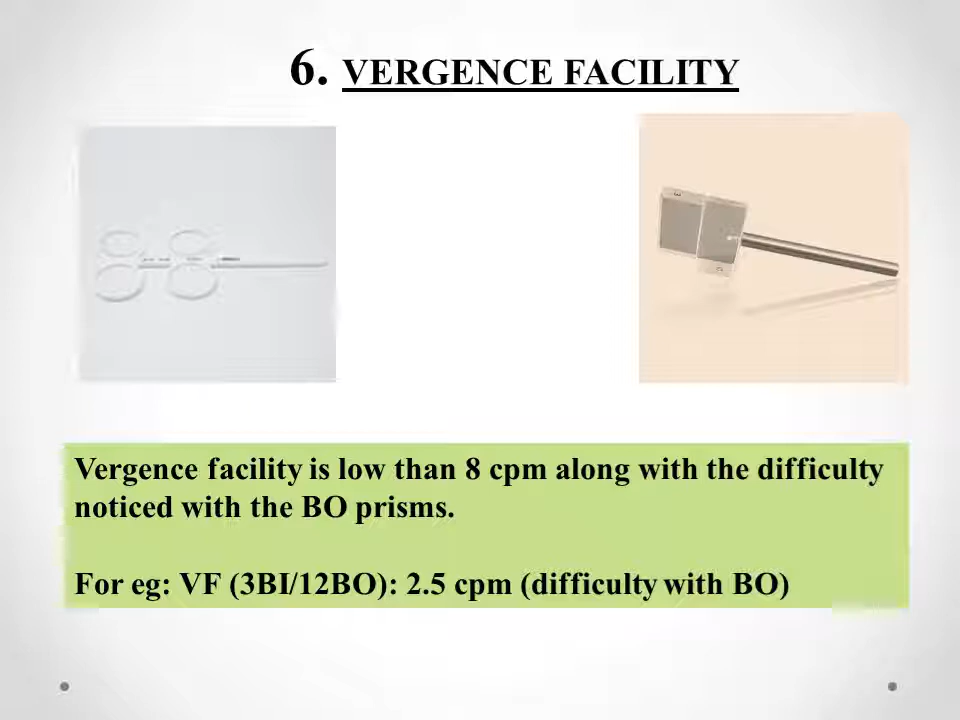 6. VERGENCE FACILITY
Vergence facility is low than 8 cpm along with the difficulty
noticed with the BO prisms.
For eg: VF (3BI/12BO): 2.5 cpm (difficulty with BO)